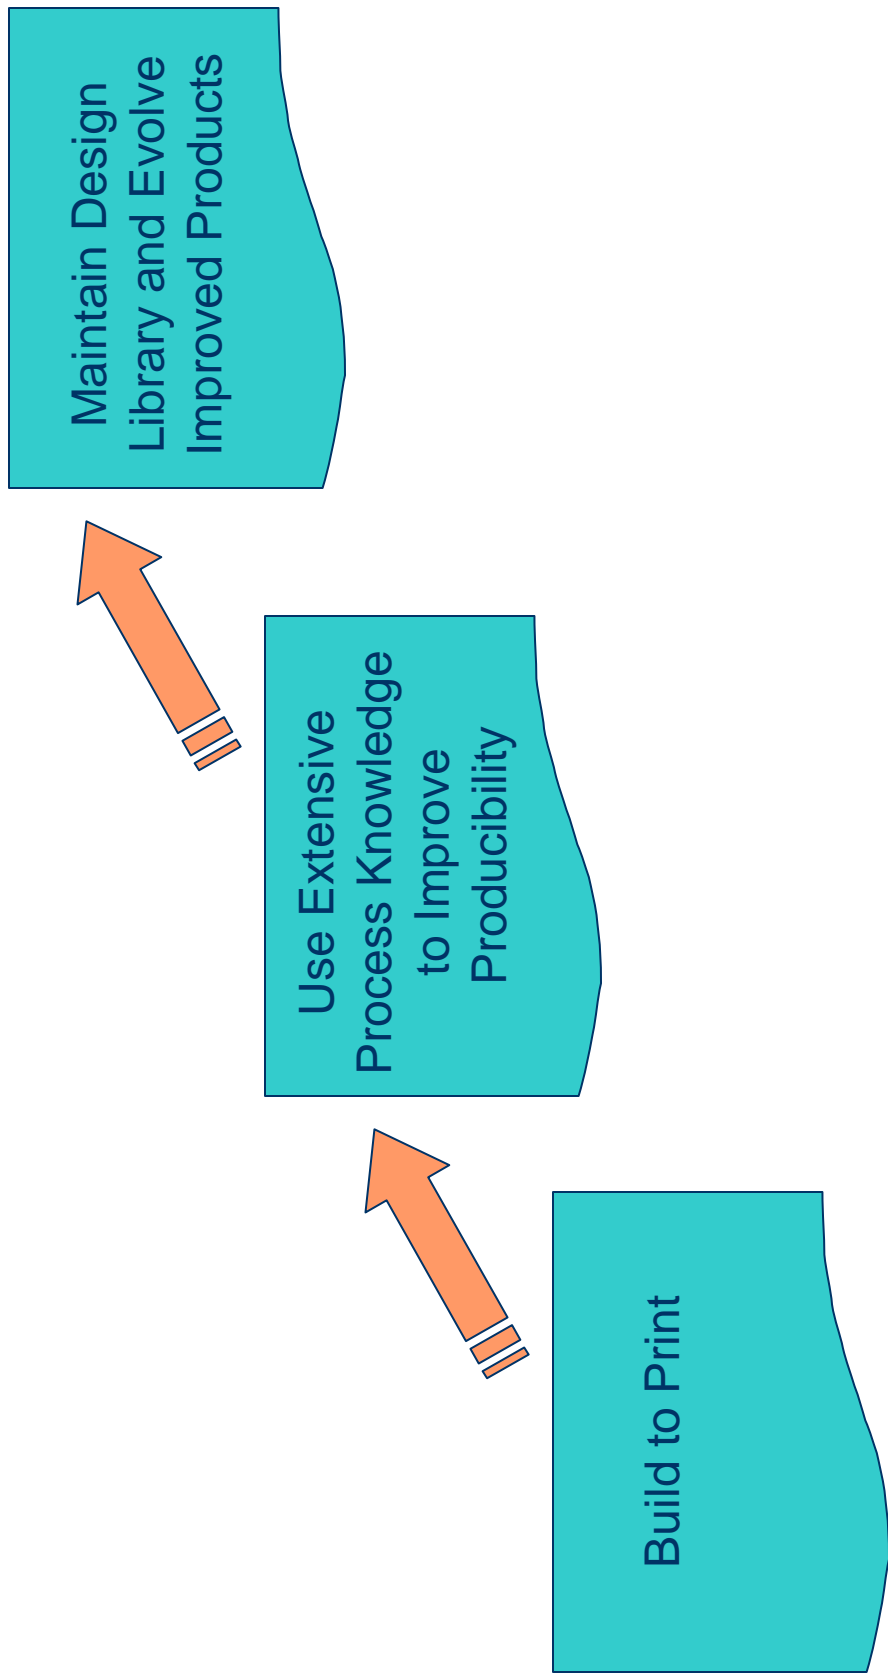 Build to Print
Use Extensive
Process Knowledge
to Improve
Producibility
Maintain Design
Library and Evolve
Improved Products